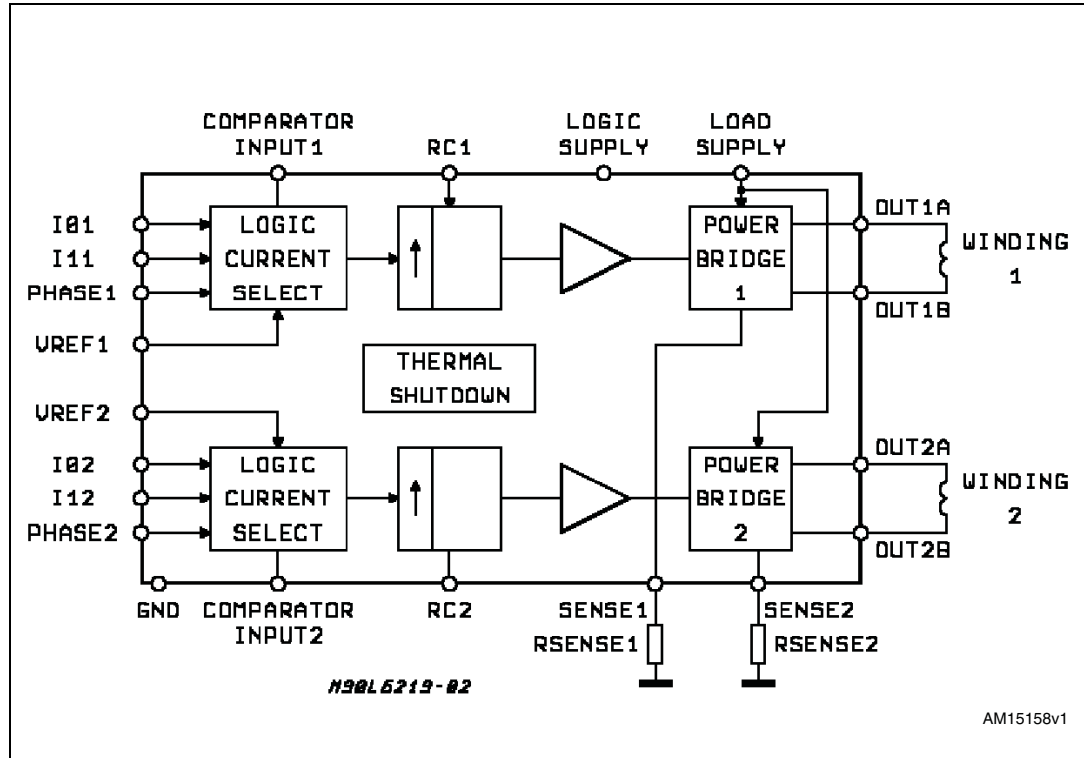 COMPARATOR
INPUT1
RC1
LOGIC
SUPPLY
LOAD
SUPPLY
I01
I11
PHASE1
VREF1
LOGIC
CURRENT
SELECT
POWER
BRIDGE
1
OUT1A
OUT1B
WINDING
1
THERMAL
SHUTDOWN
VREF2
I02
I12
PHASE2
LOGIC
CURRENT
SELECT
POWER
BRIDGE
2
OUT2A
OUT2B
WINDING
2
GND
COMPARATOR
INPUT2
RC2
SENSE1
RSENSE1
SENSE2
RSENSE2
M90L6219-02
AM15158v1